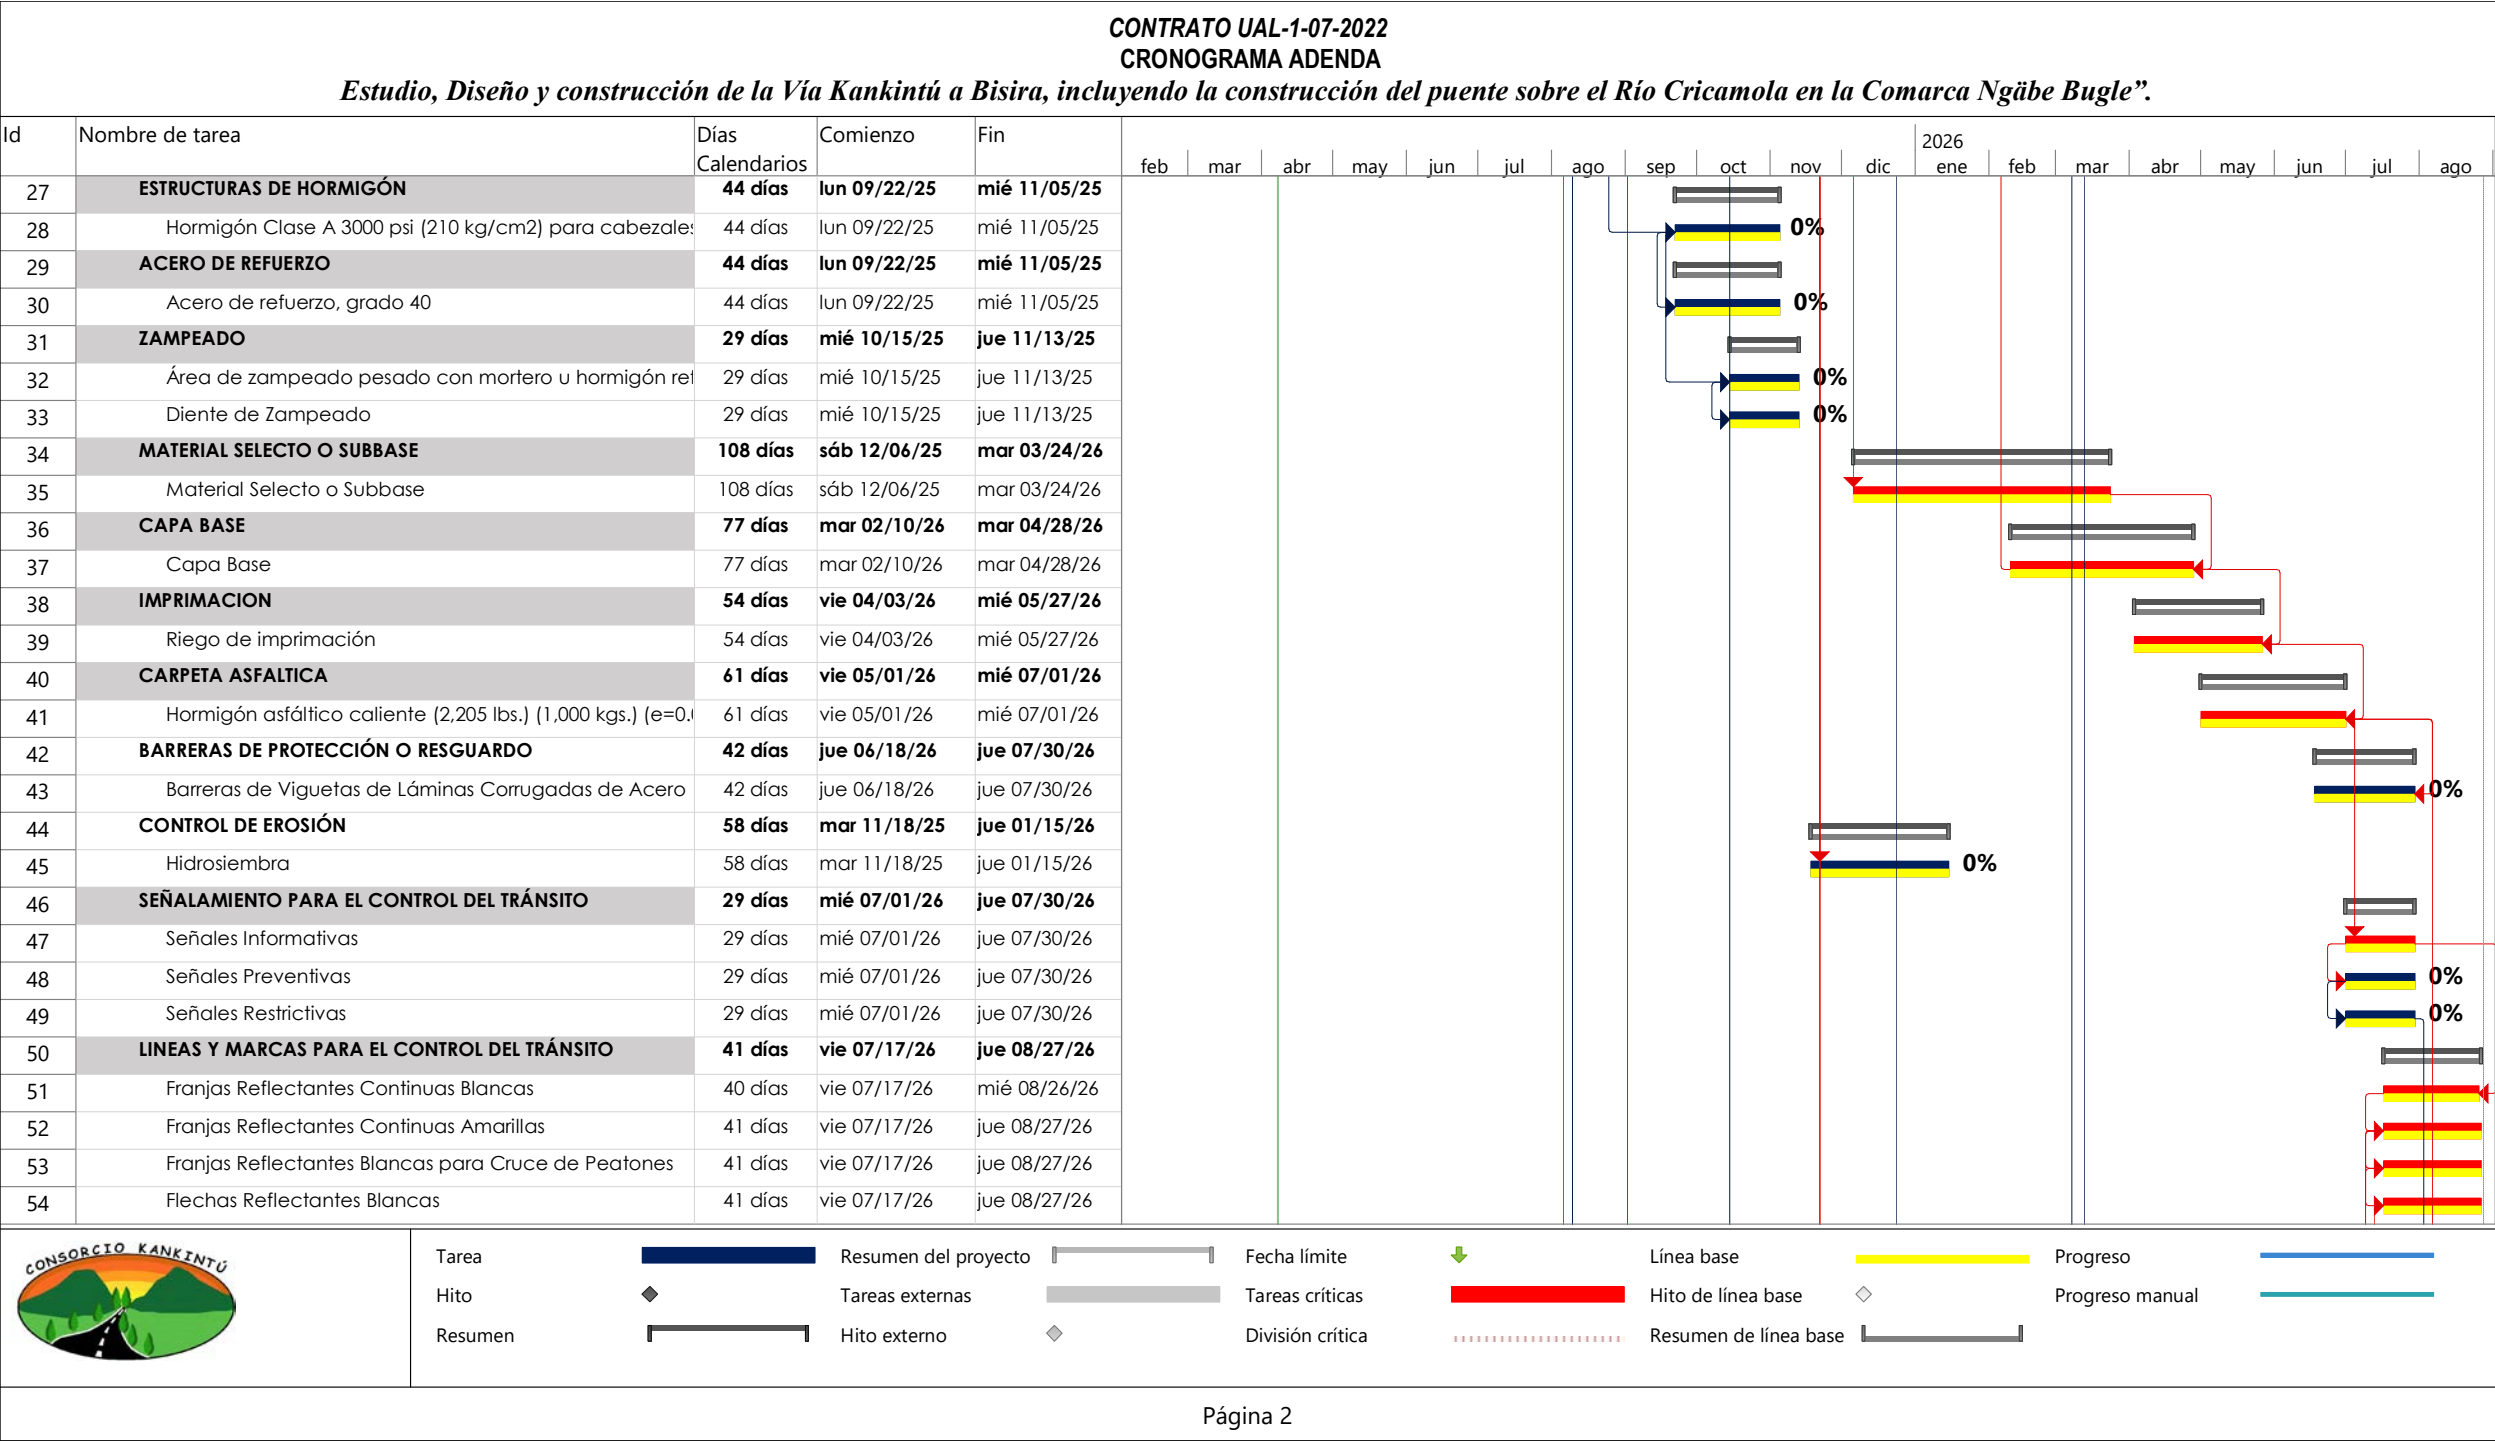 CONTRATO UAL-1-07-2022
CRONOGRAMA ADENDA
Estudio, Diseño y construcción de la Vía Kankintú a Bisira, incluyendo la construcción del puente sobre el Río Cricamola en la Comarca Ngäbe Bugle”.
Id Nombre de tarea Días Calendarios Comienzo Fin
2026
feb mar abr may jun jul ago sep oct nov dic ene feb mar abr may jun jul ago
27 ESTRUCTURAS DE HORMIGÓN 44 días lun 09/22/25 mié 11/05/25
28 Hormigón Clase A 3000 psi (210 kg/cm2) para cabezales 44 días lun 09/22/25 mié 11/05/25 0%
29 ACERO DE REFUERZO 44 días lun 09/22/25 mié 11/05/25
30 Acero de refuerzo, grado 40 44 días lun 09/22/25 mié 11/05/25 0%
31 ZAMPEADO 29 días mié 10/15/25 jue 11/13/25
32 Área de zampeado pesado con mortero u hormigón ref 29 días mié 10/15/25 jue 11/13/25 0%
33 Diente de Zampeado 29 días mié 10/15/25 jue 11/13/25 0%
34 MATERIAL SELECTO O SUBBASE 108 días sáb 12/06/25 mar 03/24/26
35 Material Selecto o Subbase 108 días sáb 12/06/25 mar 03/24/26
36 CAPA BASE 77 días mar 02/10/26 mar 04/28/26
37 Capa Base 77 días mar 02/10/26 mar 04/28/26
38 IMPRIMACION 54 días vie 04/03/26 mié 05/27/26
39 Riego de imprimación 54 días vie 04/03/26 mié 05/27/26
40 CARPETA ASFALTICA 61 días vie 05/01/26 mié 07/01/26
41 Hormigón asfáltico caliente (2,205 lbs.) (1,000 kgs.) (e=0.0 61 días vie 05/01/26 mié 07/01/26
42 BARRERAS DE PROTECCIÓN O RESGUARDO 42 días jue 06/18/26 jue 07/30/26
43 Barreras de Viguetas de Láminas Corrugadas de Acero 42 días jue 06/18/26 jue 07/30/26 0%
44 CONTROL DE EROSIÓN 58 días mar 11/18/25 jue 01/15/26
45 Hidrosiembra 58 días mar 11/18/25 jue 01/15/26 0%
46 SEÑALAMIENTO PARA EL CONTROL DEL TRÁNSITO 29 días mié 07/01/26 jue 07/30/26
47 Señales Informativas 29 días mié 07/01/26 jue 07/30/26
48 Señales Preventivas 29 días mié 07/01/26 jue 07/30/26 0%
49 Señales Restrictivas 29 días mié 07/01/26 jue 07/30/26 0%
50 LINEAS Y MARCAS PARA EL CONTROL DEL TRÁNSITO 41 días vie 07/17/26 jue 08/27/26
51 Franjas Reflectantes Continuas Blancas 40 días vie 07/17/26 mié 08/26/26
52 Franjas Reflectantes Continuas Amarillas 41 días vie 07/17/26 jue 08/27/26
53 Franjas Reflectantes Blancas para Cruce de Peatones 41 días vie 07/17/26 jue 08/27/26
54 Flechas Reflectantes Blancas 41 días vie 07/17/26 jue 08/27/26
CONSORCIO KANKINTÚ
Tarea Resumen del proyecto Fecha límite Línea base Progreso
Hito Tareas externas Tareas críticas Hito de línea base Progreso manual
Resumen Hito externo División crítica Resumen de línea base
Página 2